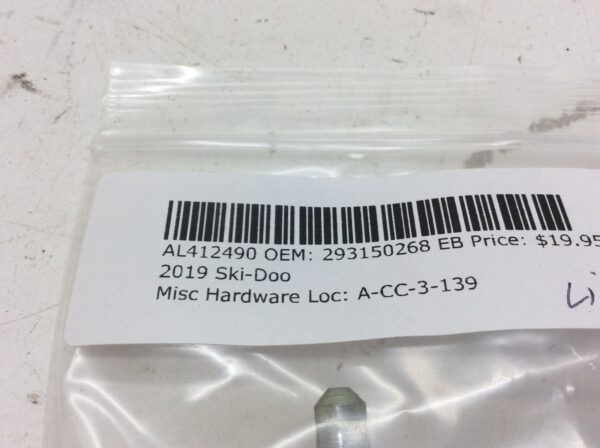 AL412490 OEM: 293150268 EB Price: $19.95
2019 Ski-Doo
Misc Hardware Loc: A-CC-3-139